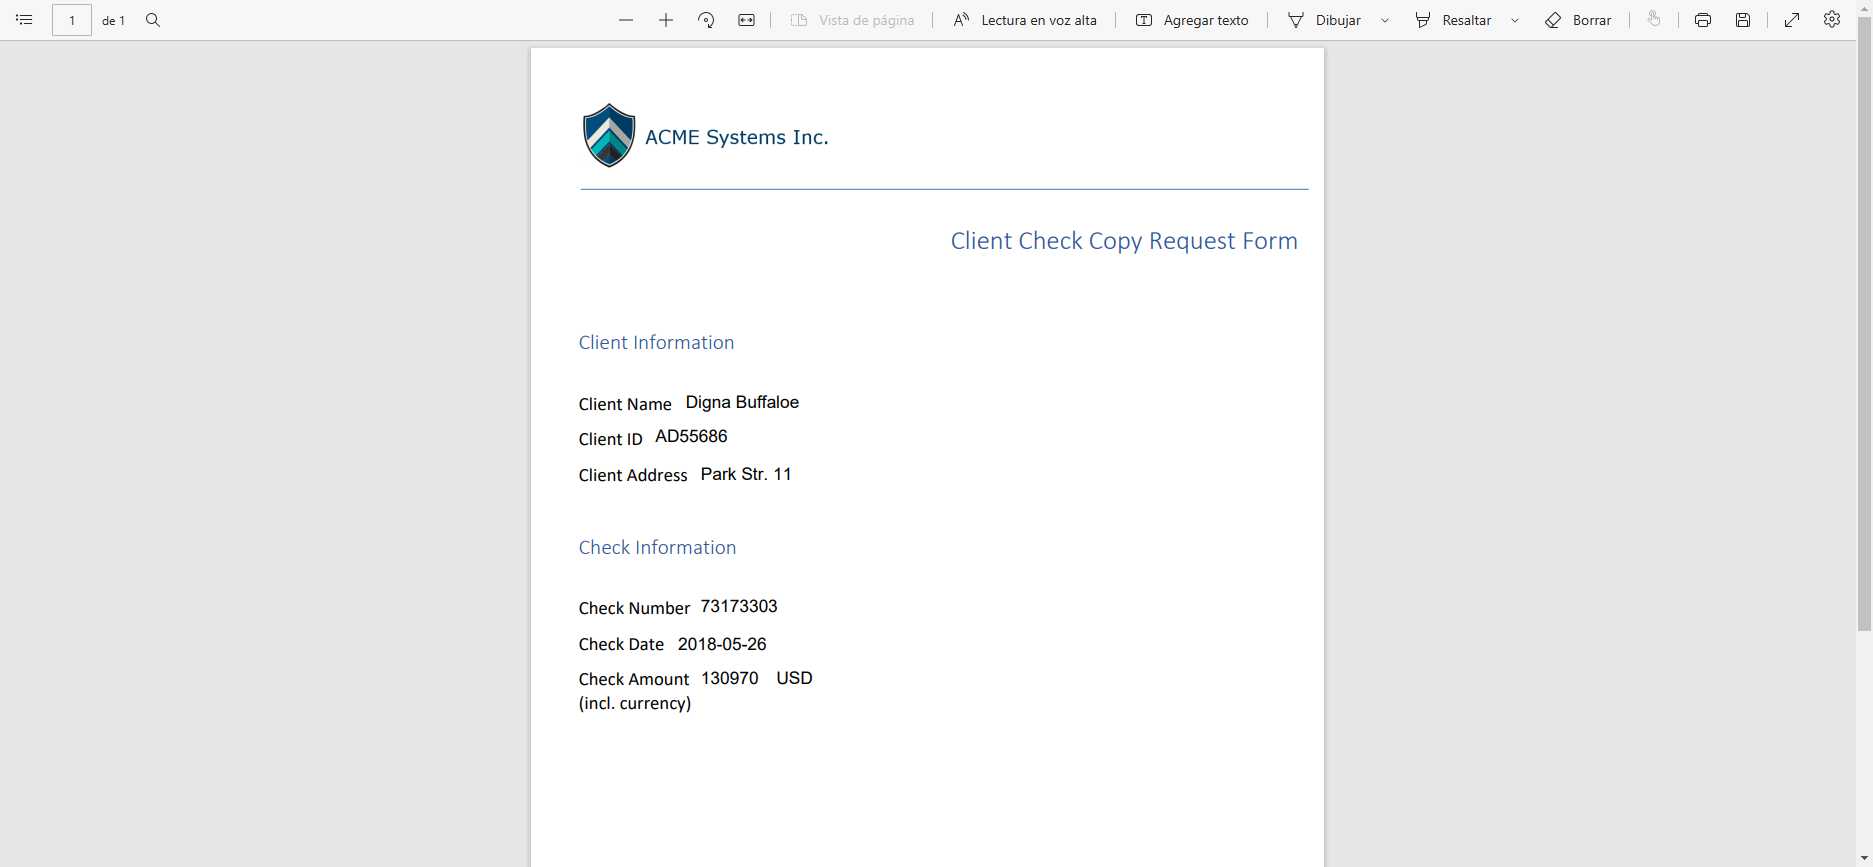 1 de 1 Vista de página Lectura en voz alta Agregar texto Dibujar Resaltar Borrar
ACME Systems Inc.
Client Check Copy Request Form
Client Information
Client Name Digna Buffaloe
Client ID AD55686
Client Address Park Str. 11
Check Information
Check Number 73173303
Check Date 2018-05-26
Check Amount 130970 USD
(incl. currency)